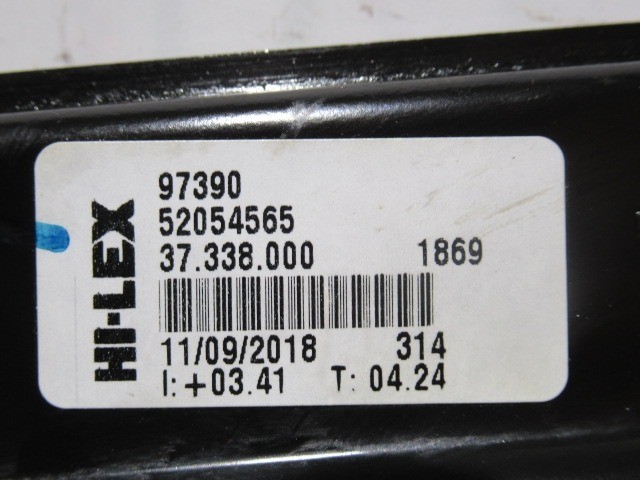 HI-LEX
97390
52054565
37.338.000 1869
11/09/2018 314
I: +03.41 T: 04.24